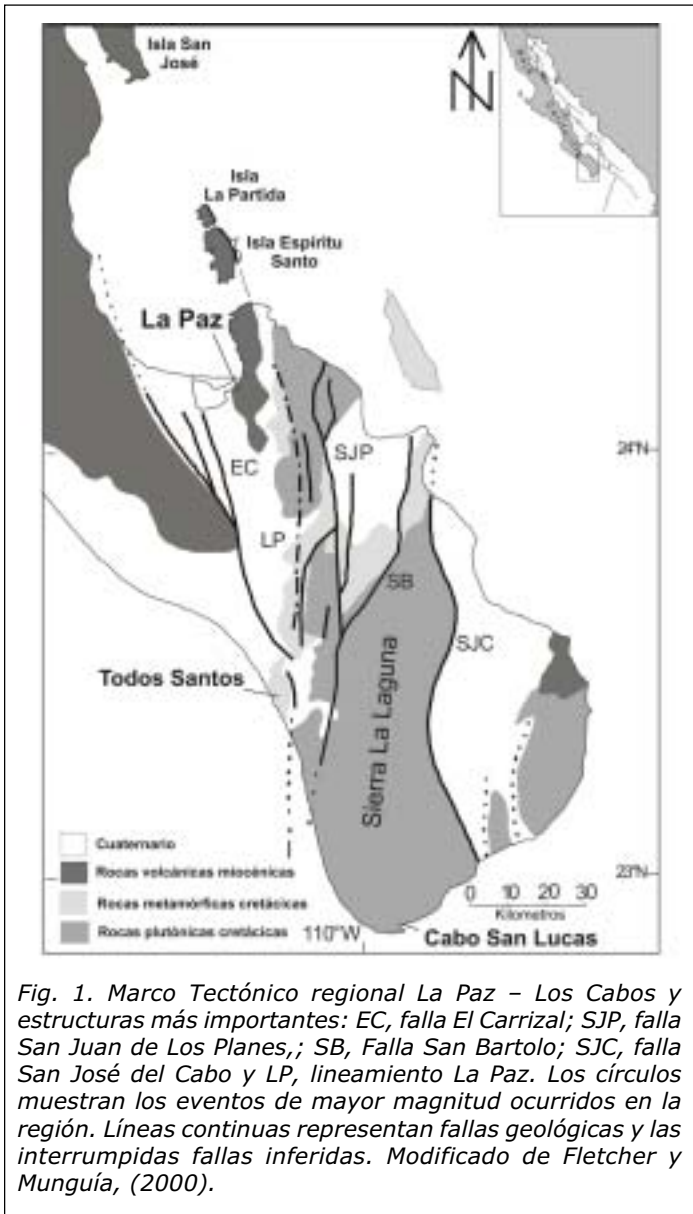 Isla San
José
N
Isla
La Partida
Isla Espíritu
Santo
La Paz
24°N
EC
SJP
LP
SB
SJC
Todos Santos
Sierra La Laguna
Cuaternario
Rocas volcánicas miocénicas
Rocas metamórficas cretácicas
Rocas plutónicas cretácicas
23°N
0 10 20 30
Kilometros
110°W
Cabo San Lucas
Fig. 1. Marco Tectónico regional La Paz – Los Cabos y
estructuras más importantes: EC, falla El Carrizal; SJP, falla
San Juan de Los Planes,; SB, Falla San Bartolo; SJC, falla
San José del Cabo y LP, lineamiento La Paz. Los círculos
muestran los eventos de mayor magnitud ocurridos en la
región. Líneas continuas representan fallas geológicas y las
interrumpidas fallas inferidas. Modificado de Fletcher y
Munguía, (2000).